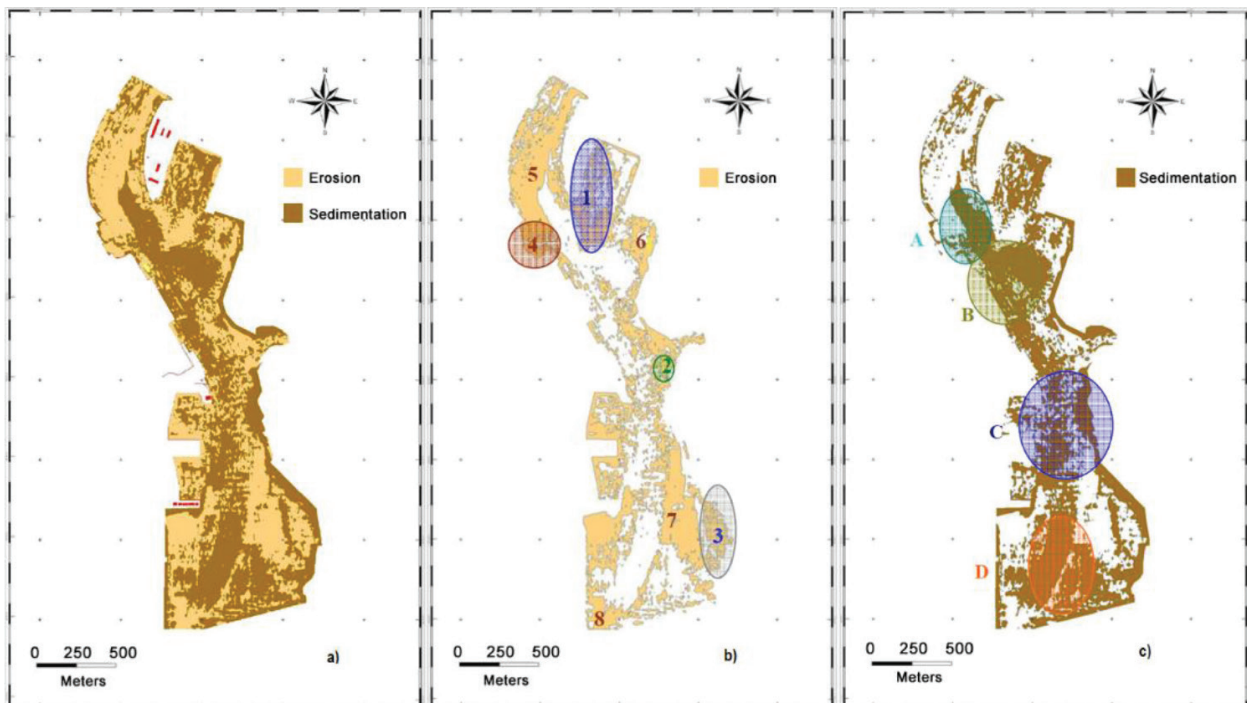 N
W E
S
Erosion
Sedimentation
0 250 500
Meters
a)
N
W E
S
Erosion
1
2
3
4
5
6
7
8
0 250 500
Meters
b)
N
W E
S
Sedimentation
A
B
C
D
0 250 500
Meters
c)